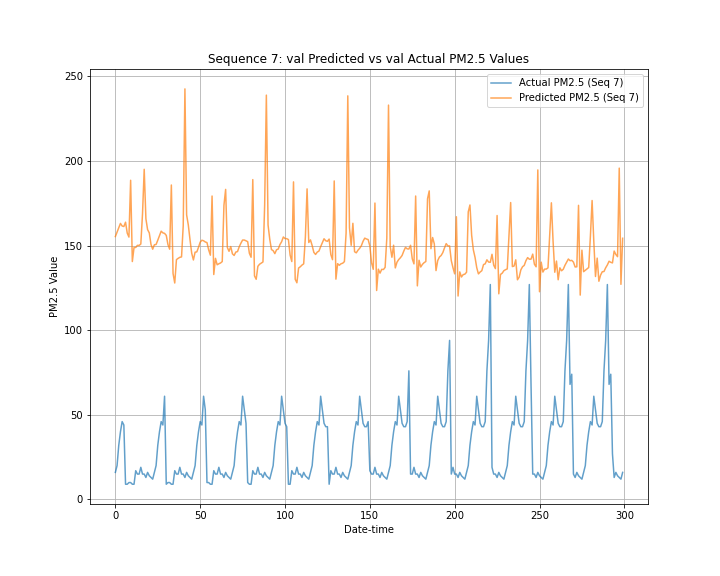 Sequence 7: val Predicted vs val Actual PM2.5 Values
Actual PM2.5 (Seq 7)
Predicted PM2.5 (Seq 7)
PM2.5 Value
250
200
150
100
50
0
0 50 100 150 200 250 300
Date-time